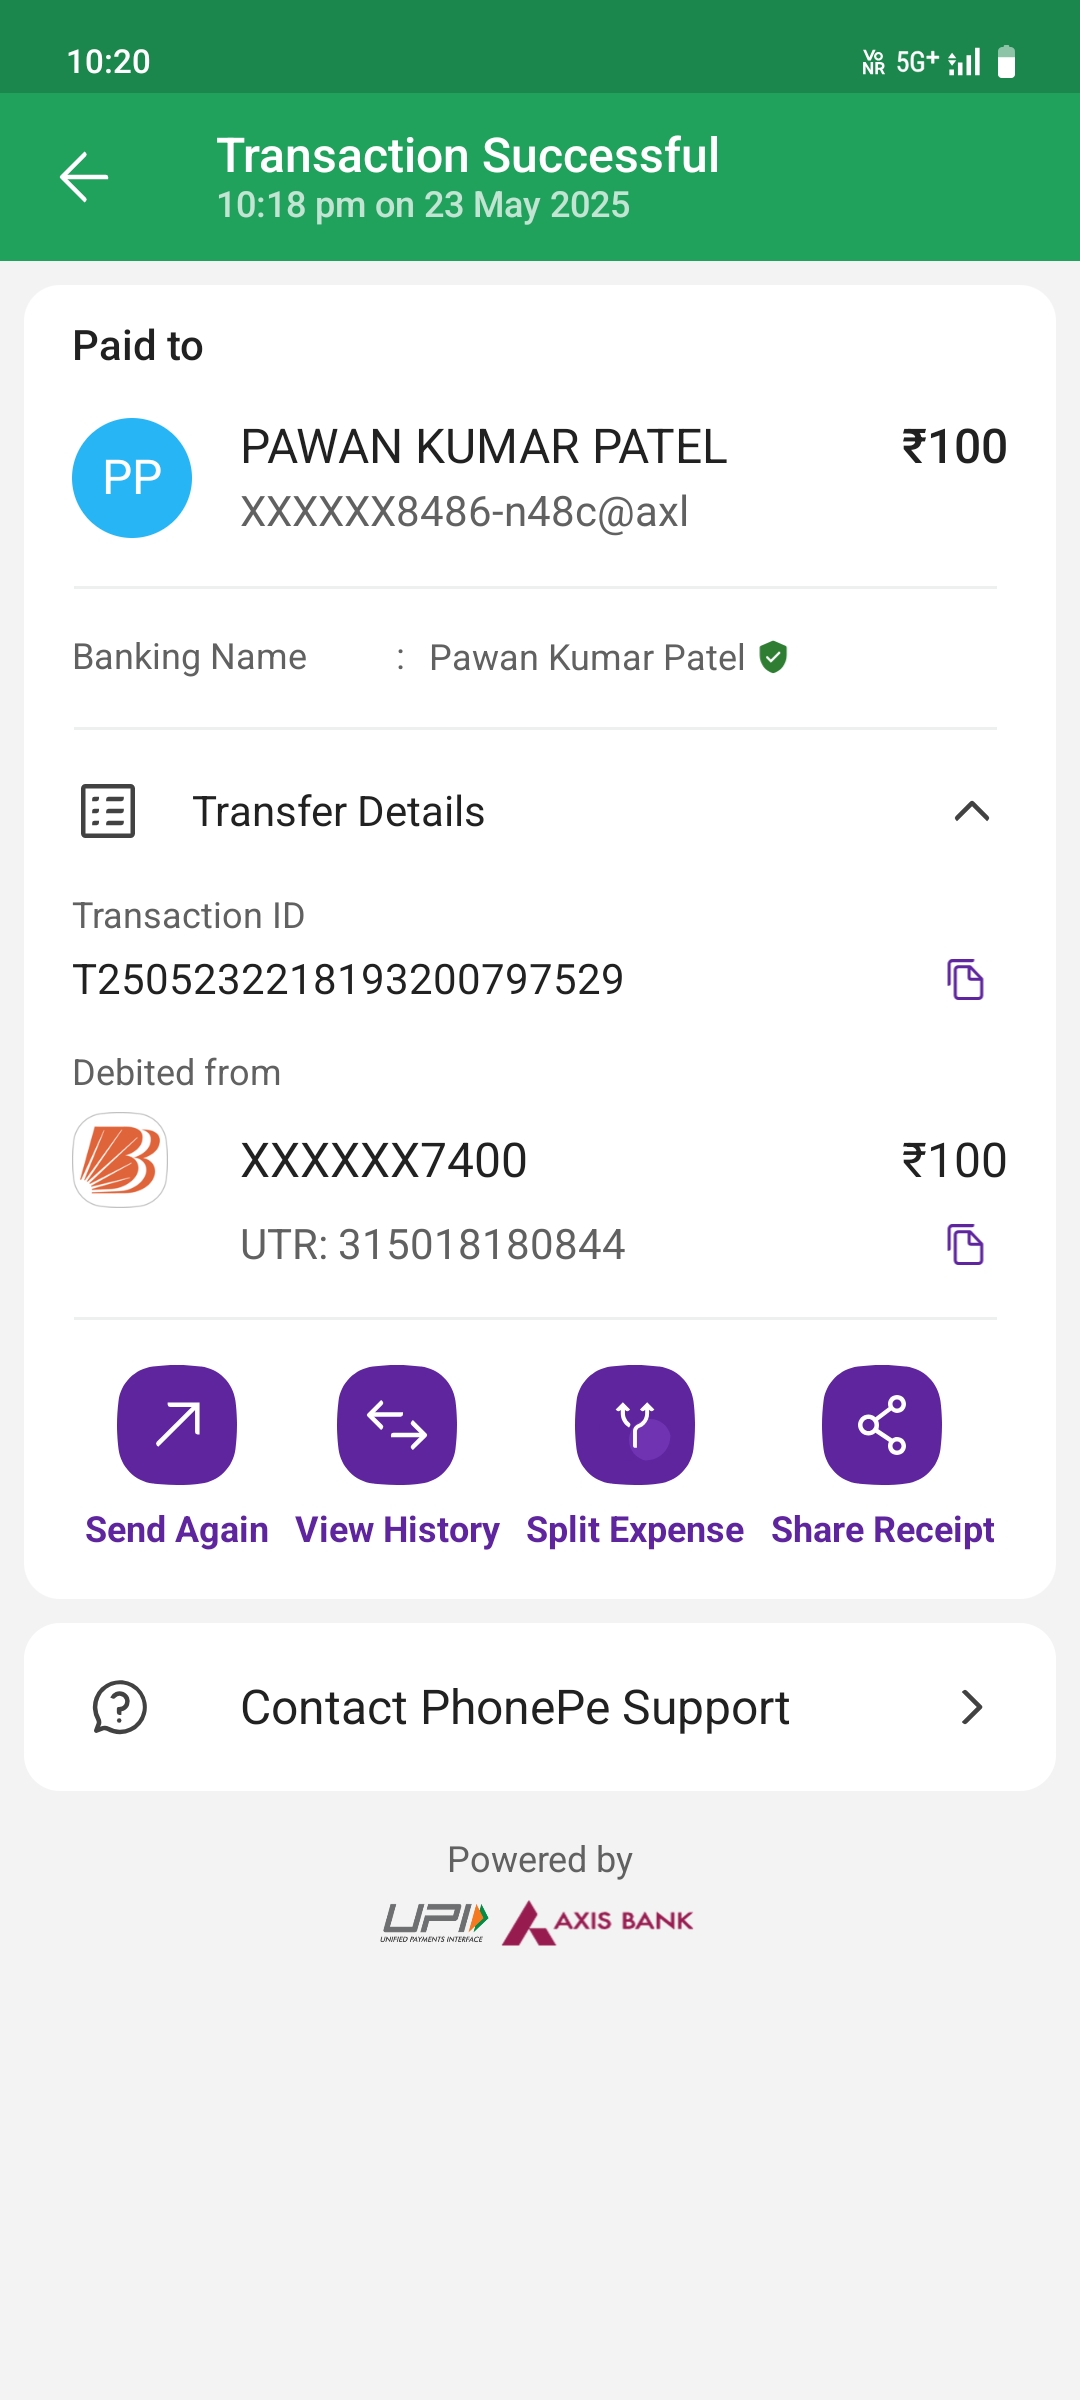 10:20
Vo NR 5G+
Transaction Successful
10:18 pm on 23 May 2025
Paid to
PP
PAWAN KUMAR PATEL ₹100
XXXXXX8486-n48c@axl
Banking Name : Pawan Kumar Patel
Transfer Details
Transaction ID
T2505232218193200797529
Debited from
XXXXXX7400 ₹100
UTR: 315018180844
Send Again View History Split Expense Share Receipt
Contact PhonePe Support
Powered by
UPI AXIS BANK
UNIFIED PAYMENTS INTERFACE